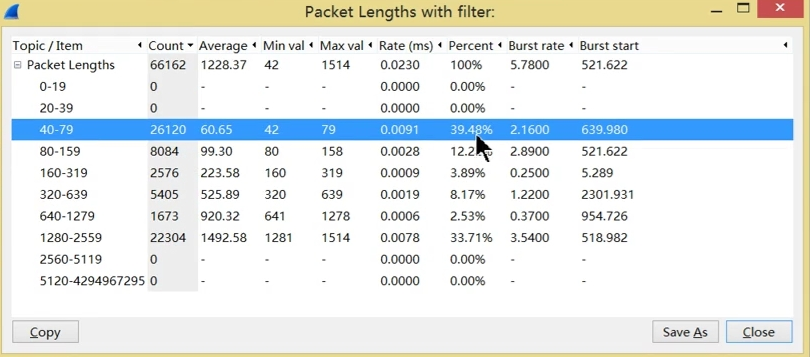 Packet Lengths with filter:
Topic / Item Count Average Min val Max val Rate (ms) Percent Burst rate Burst start
Packet Lengths 66162 1228.37 42 1514 0.0230 100% 5.7800 521.622
0-19 0 - - - 0.0000 0.00% - -
20-39 0 - - - 0.0000 0.00% - -
40-79 26120 60.65 42 79 0.0091 39.48% 2.1600 639.980
80-159 8084 99.30 80 158 0.0028 2.8900 521.622
160-319 2576 223.58 160 319 0.0009 3.89% 0.2500 5.289
320-639 5405 525.89 320 639 0.0019 8.17% 1.2200 2301.931
640-1279 1673 920.32 641 1278 0.0006 2.53% 0.3700 954.726
1280-2559 22304 1492.58 1281 1514 0.0078 33.71% 3.5400 518.982
2560-5119 0 - - - 0.0000 0.00% - -
5120-4294967295 0 - - - 0.0000 0.00% - -
Copy Save As Close